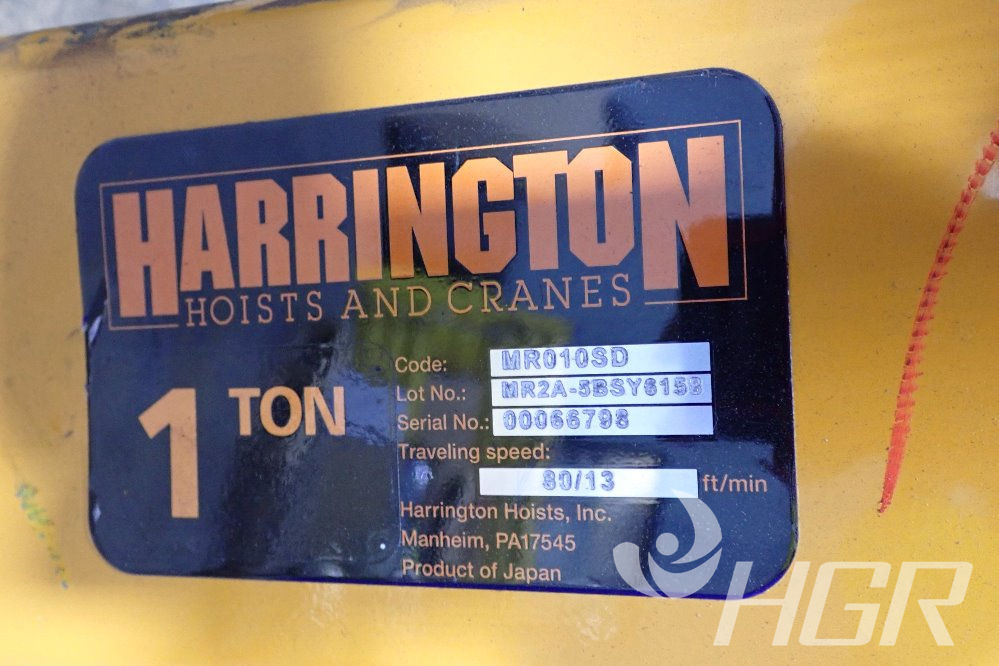 HARRINGTON
HOISTS AND CRANES
1 TON
Code: MR010SD
Lot No.: MR2A-5BSY615B
Serial No.: 00066798
Traveling speed:
80/13 ft/min
Harrington Hoists, Inc.
Manheim, PA17545
Product of Japan
HGR